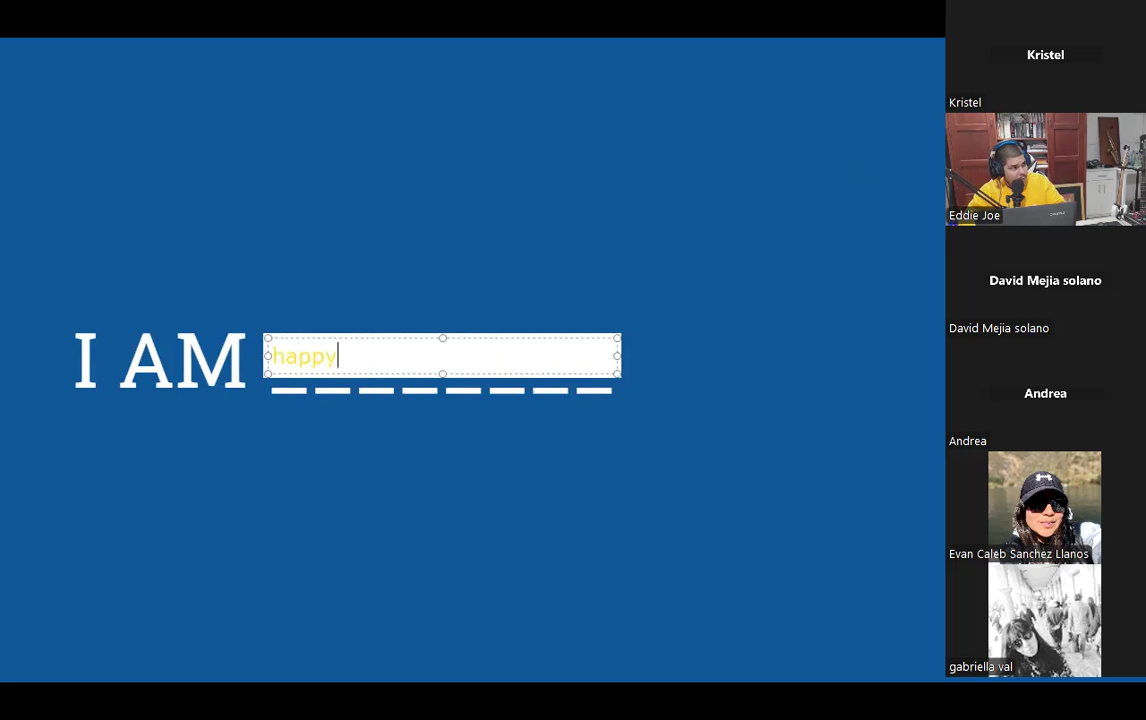 I AM happy
Kristel
Kristel
Eddie Joe
David Mejia solano
David Mejia solano
Andrea
Andrea
Evan Caleb Sanchez Llanos
gabriella val